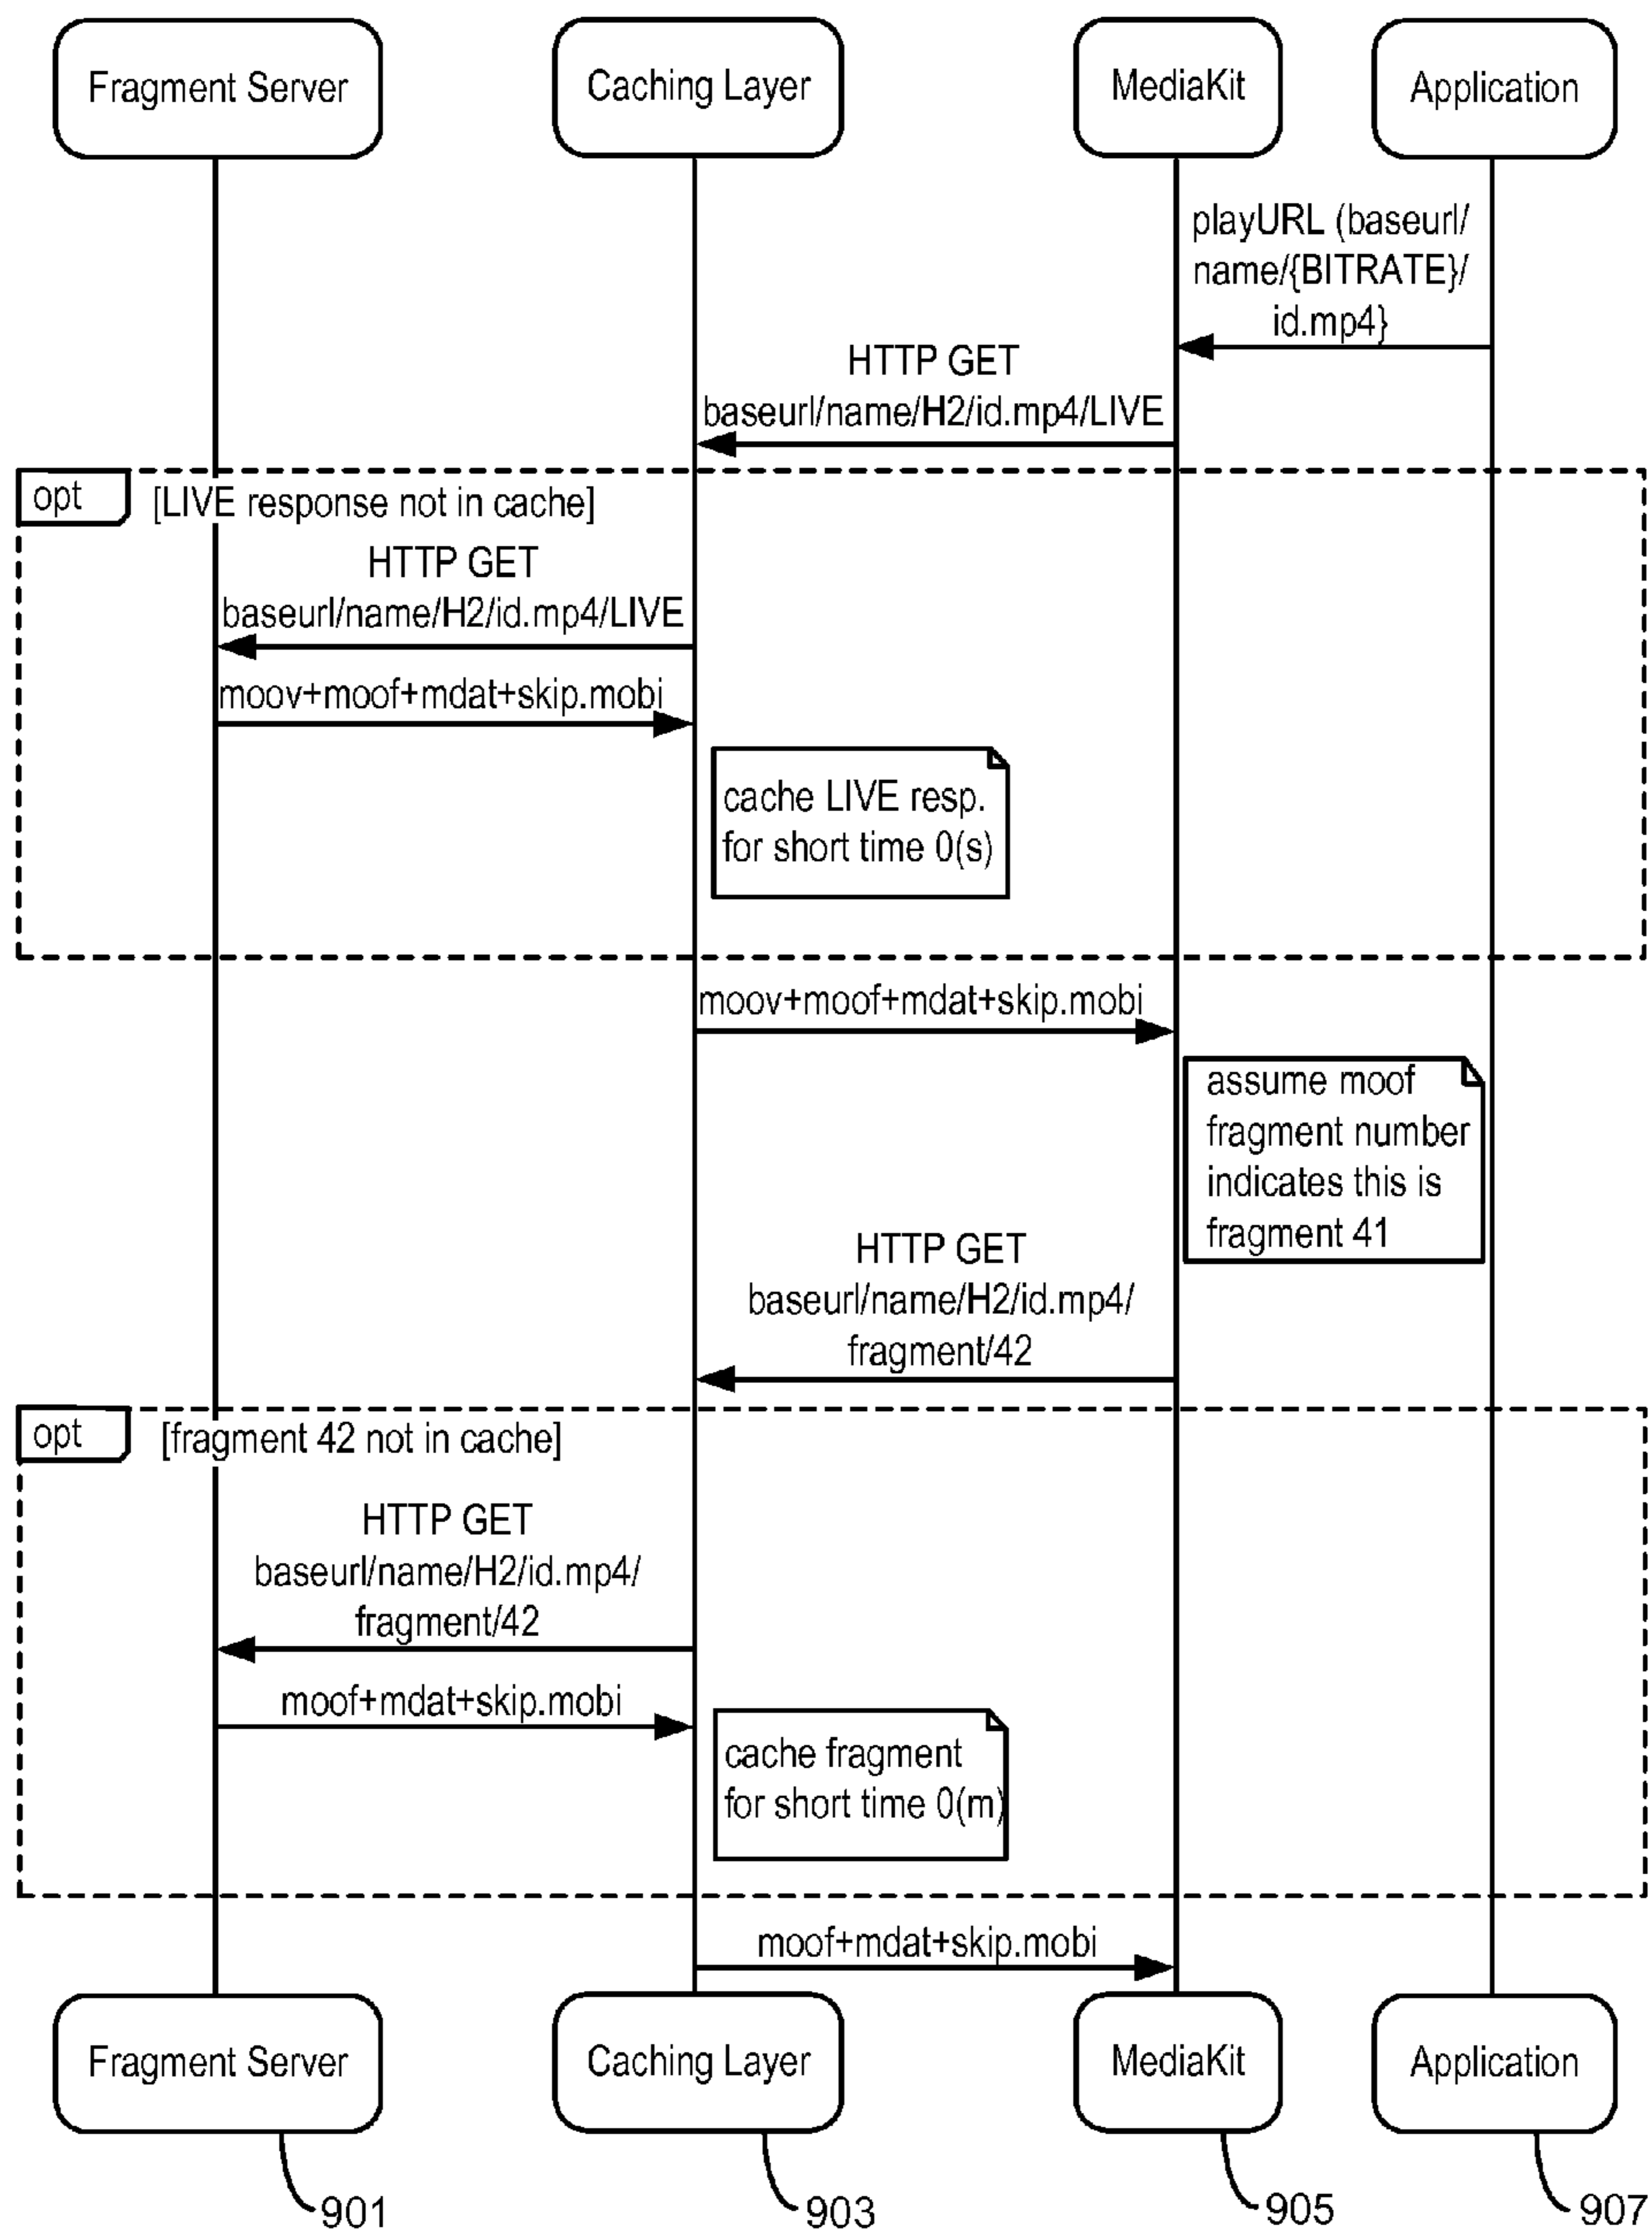 Fragment Server
Caching Layer
MediaKit
Application
playURL (baseurl/
name/{BITRATE}/
id.mp4}
HTTP GET
baseurl/name/H2/id.mp4/LIVE
opt
[LIVE response not in cache]
HTTP GET
baseurl/name/H2/id.mp4/LIVE
moov+moof+mdat+skip.mobi
cache LIVE resp.
for short time 0(s)
moov+moof+mdat+skip.mobi
assume moof
fragment number
indicates this is
fragment 41
HTTP GET
baseurl/name/H2/id.mp4/
fragment/42
opt
[fragment 42 not in cache]
HTTP GET
baseurl/name/H2/id.mp4/
fragment/42
moof+mdat+skip.mobi
cache fragment
for short time 0(m)
moof+mdat+skip.mobi
Fragment Server
Caching Layer
MediaKit
Application
901
903
905
907